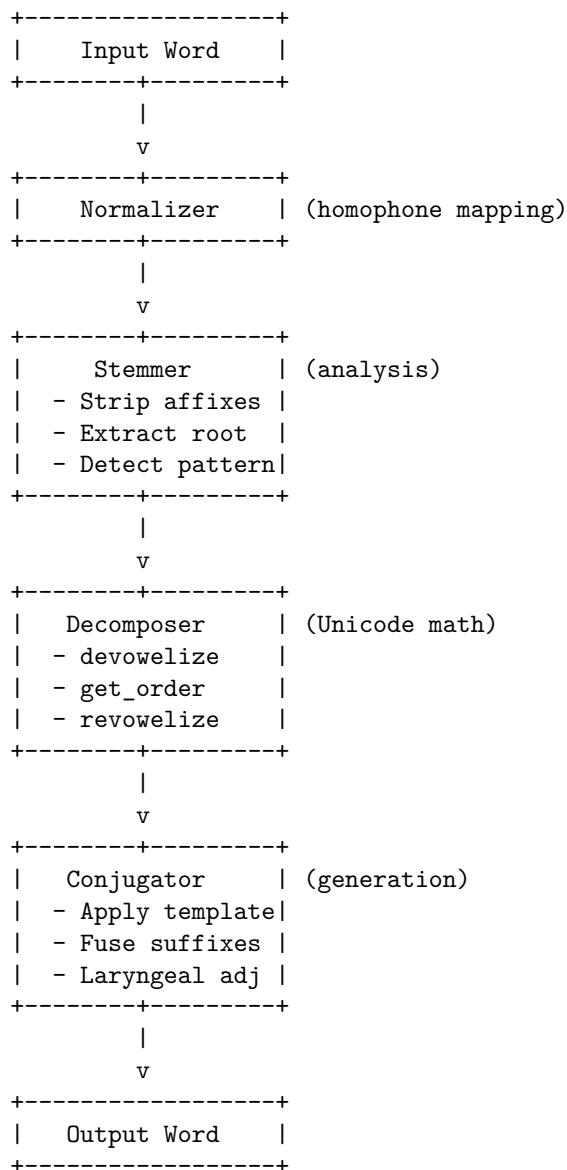 +------------------+
|    Input Word    |
+--------+---------+
         |
         v
+--------+---------+
|    Normalizer    | (homophone mapping)
+--------+---------+
         |
         v
+--------+---------+
|     Stemmer      | (analysis)
|  - Strip affixes |
|  - Extract root  |
|  - Detect pattern|
+--------+---------+
         |
         v
+--------+---------+
|   Decomposer     | (Unicode math)
|  - devowelize    |
|  - get_order     |
|  - revowelize    |
+--------+---------+
         |
         v
+--------+---------+
|   Conjugator     | (generation)
|  - Apply template|
|  - Fuse suffixes |
|  - Laryngeal adj |
+--------+---------+
         |
         v
+------------------+
|   Output Word    |
+------------------+